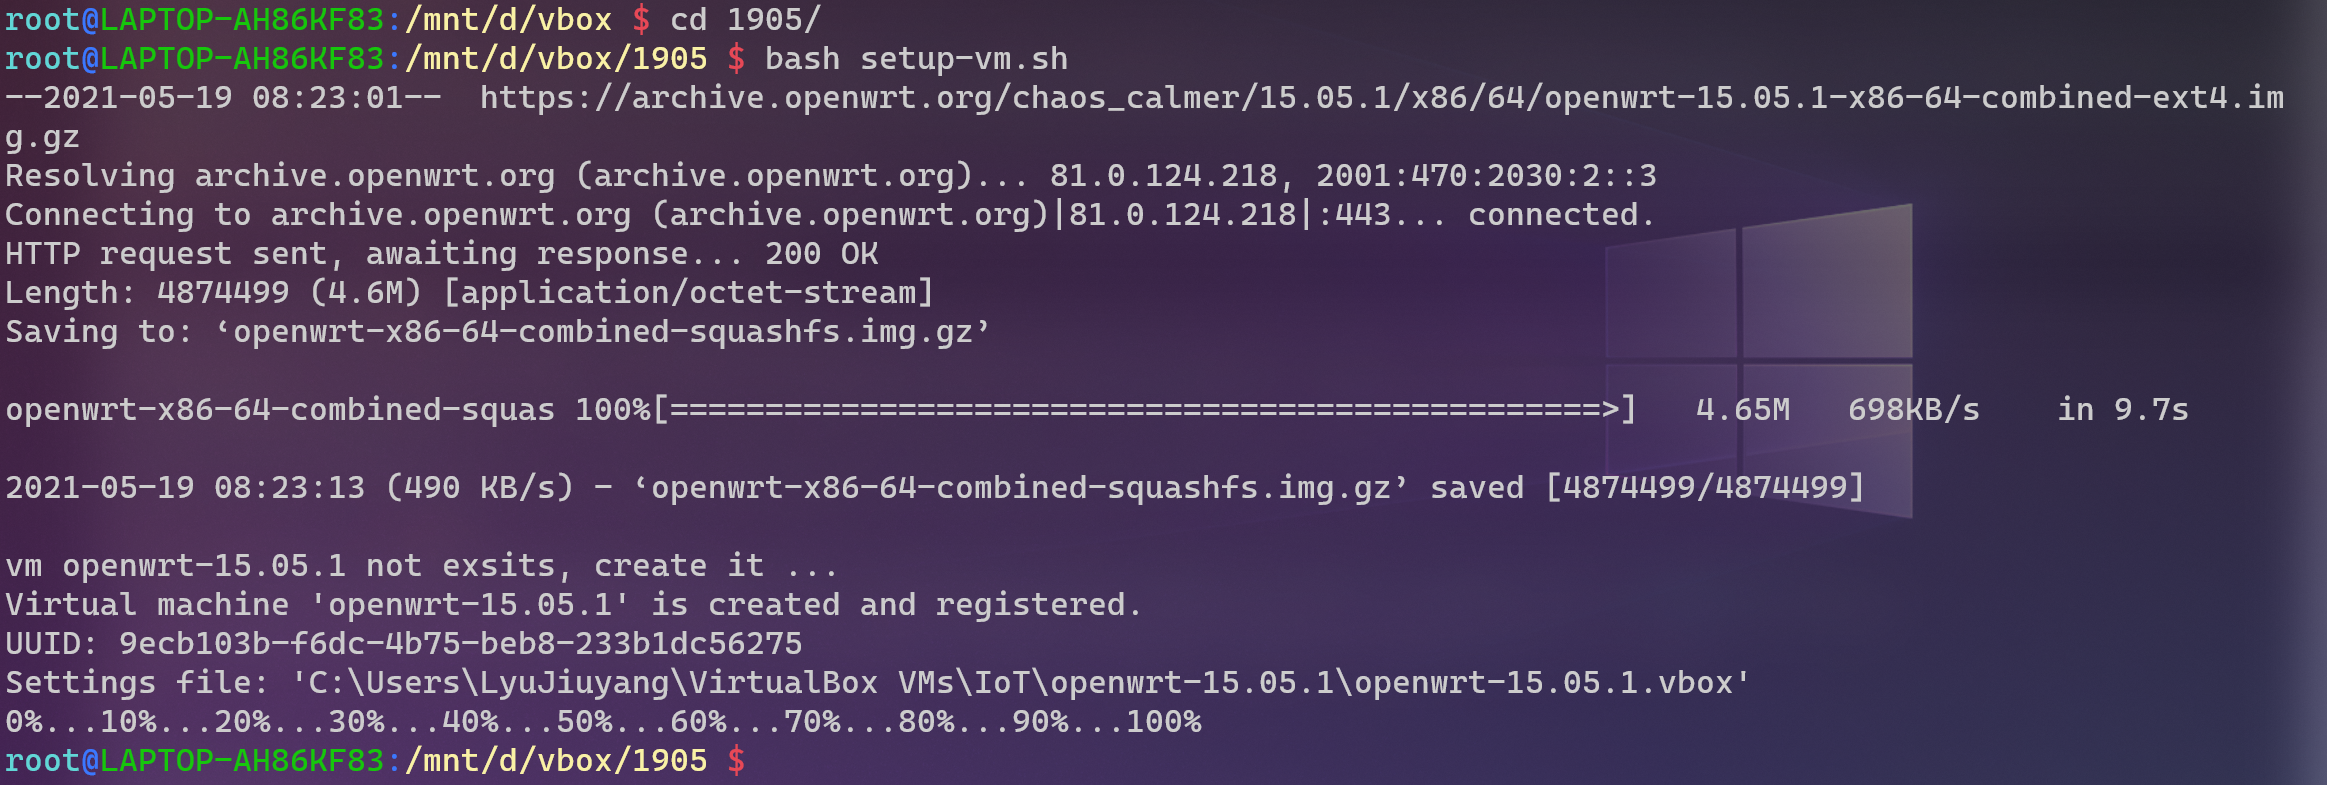 root@LAPTOP-AH86KF83:/mnt/d/vbox $ cd 1905/
root@LAPTOP-AH86KF83:/mnt/d/vbox/1905 $ bash setup-vm.sh
--2021-05-19 08:23:01--  https://archive.openwrt.org/chaos_calmer/15.05.1/x86/64/openwrt-15.05.1-x86-64-combined-ext4.im
g.gz
Resolving archive.openwrt.org (archive.openwrt.org)... 81.0.124.218, 2001:470:2030:2::3
Connecting to archive.openwrt.org (archive.openwrt.org)|81.0.124.218|:443... connected.
HTTP request sent, awaiting response... 200 OK
Length: 4874499 (4.6M) [application/octet-stream]
Saving to: ‘openwrt-x86-64-combined-squashfs.img.gz’
openwrt-x86-64-combined-squas 100%[=================================================>]   4.65M   698KB/s    in 9.7s
2021-05-19 08:23:13 (490 KB/s) - ‘openwrt-x86-64-combined-squashfs.img.gz’ saved [4874499/4874499]
vm openwrt-15.05.1 not exsits, create it ...
Virtual machine 'openwrt-15.05.1' is created and registered.
UUID: 9ecb103b-f6dc-4b75-beb8-233b1dc56275
Settings file: 'C:\Users\LyuJiuyang\VirtualBox VMs\IoT\openwrt-15.05.1\openwrt-15.05.1.vbox'
0%...10%...20%...30%...40%...50%...60%...70%...80%...90%...100%
root@LAPTOP-AH86KF83:/mnt/d/vbox/1905 $